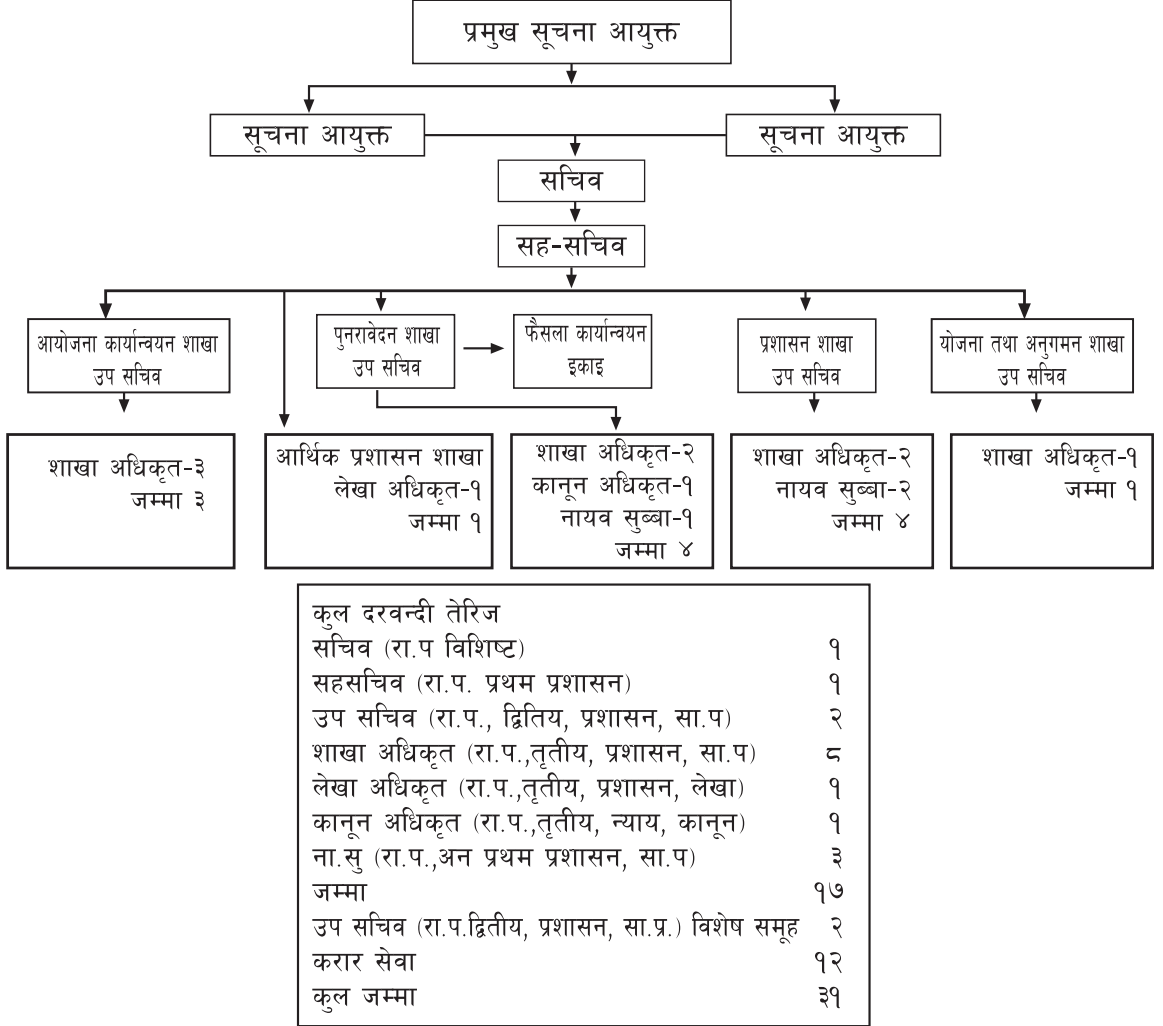 प्रमुख सूचना आयुक्त
सूचना आयुक्त
सूचना आयुक्त
सचिव
सह-सचिव
आयोजना कार्यान्वयन शाखा
उप सचिव
पुनरावेदन शाखा
उप सचिव
फैसला कार्यान्वयन
इकाइ
प्रशासन शाखा
उप सचिव
योजना तथा अनुगमन शाखा
उप सचिव
शाखा अधिकृत-३
जम्मा ३
आर्थिक प्रशासन शाखा
लेखा अधिकृत-१
जम्मा १
शाखा अधिकृत-२
कानून अधिकृत-१
नायव सुब्बा-१
जम्मा ४
शाखा अधिकृत-२
नायव सुब्बा-२
जम्मा ४
शाखा अधिकृत-१
जम्मा १
कुल दरवन्दी तेरिज
सचिव (रा.प विशिष्ट) १
सहसचिव (रा.प. प्रथम प्रशासन) १
उप सचिव (रा.प., द्वितिय, प्रशासन, सा.प) २
शाखा अधिकृत (रा.प.,तृतीय, प्रशासन, सा.प) ८
लेखा अधिकृत (रा.प.,तृतीय, प्रशासन, लेखा) १
कानून अधिकृत (रा.प.,तृतीय, न्याय, कानून) १
ना.सु (रा.प.,अन प्रथम प्रशासन, सा.प) ३
जम्मा १७
उप सचिव (रा.प.द्वितीय, प्रशासन, सा.प्र.) विशेष समूह २
करार सेवा १२
कुल जम्मा ३१